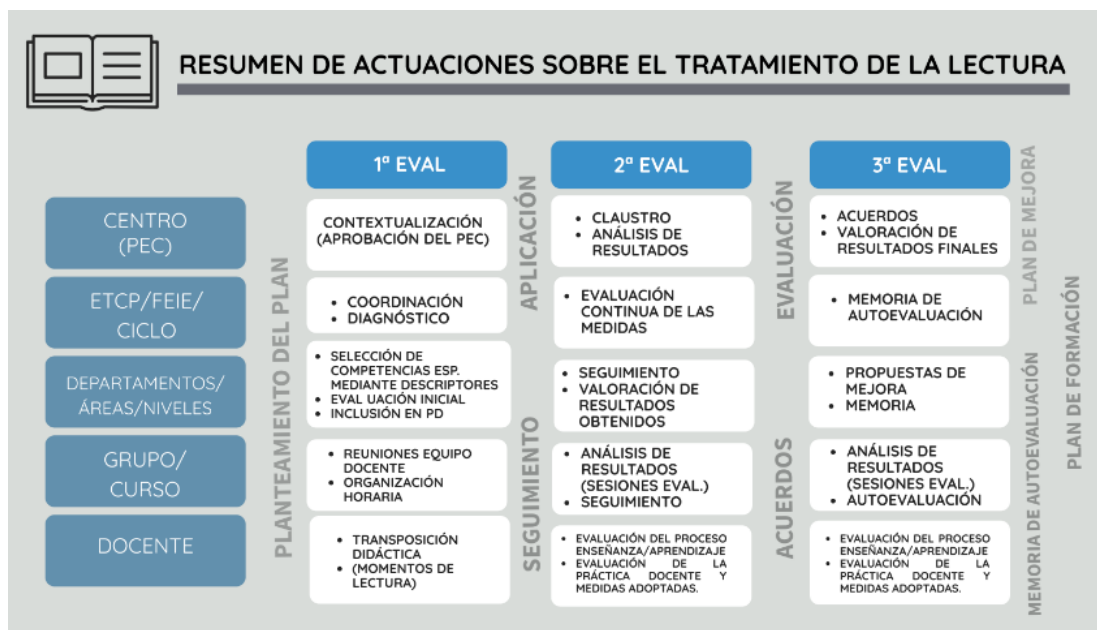 RESUMEN DE ACTUACIONES SOBRE EL TRATAMIENTO DE LA LECTURA
1ª EVAL
2ª EVAL
3ª EVAL
PLANTEAMIENTO DEL PLAN
APLICACIÓN
SEGUIMIENTO
EVALUACIÓN
ACUERDOS
PLAN DE MEJORA
MEMORIA DE AUTOEVALUACIÓN
PLAN DE FORMACIÓN
CENTRO
(PEC)
CONTEXTUALIZACIÓN
(APROBACIÓN DEL PEC)
• CLAUSTRO
• ANÁLISIS DE
RESULTADOS
• ACUERDOS
• VALORACIÓN DE
RESULTADOS FINALES
ETCP/FEIE/
CICLO
• COORDINACIÓN
• DIAGNÓSTICO
• EVALUACIÓN
CONTINUA DE LAS
MEDIDAS
• MEMORIA DE
AUTOEVALUACIÓN
DEPARTAMENTOS/
ÁREAS/NIVELES
• SELECCIÓN DE
COMPETENCIAS ESP.
MEDIANTE DESCRIPTORES
• EVAL UACIÓN INICIAL
• INCLUSIÓN EN PD
• SEGUIMIENTO
• VALORACIÓN DE
RESULTADOS
OBTENIDOS
• PROPUESTAS DE
MEJORA
• MEMORIA
GRUPO/
CURSO
• REUNIONES EQUIPO
DOCENTE
• ORGANIZACIÓN
HORARIA
• ANÁLISIS DE
RESULTADOS
(SESIONES EVAL.)
• SEGUIMIENTO
• ANÁLISIS DE
RESULTADOS
(SESIONES EVAL.)
• AUTOEVALUACIÓN
DOCENTE
• TRANSPOSICIÓN
DIDÁCTICA
• (MOMENTOS DE
LECTURA)
• EVALUACIÓN DEL PROCESO
ENSEÑANZA/APRENDIZAJE
• EVALUACIÓN DE LA
PRÁCTICA DOCENTE Y
MEDIDAS ADOPTADAS.
• EVALUACIÓN DEL PROCESO
ENSEÑANZA/APRENDIZAJE
• EVALUACIÓN DE LA
PRÁCTICA DOCENTE Y
MEDIDAS ADOPTADAS.